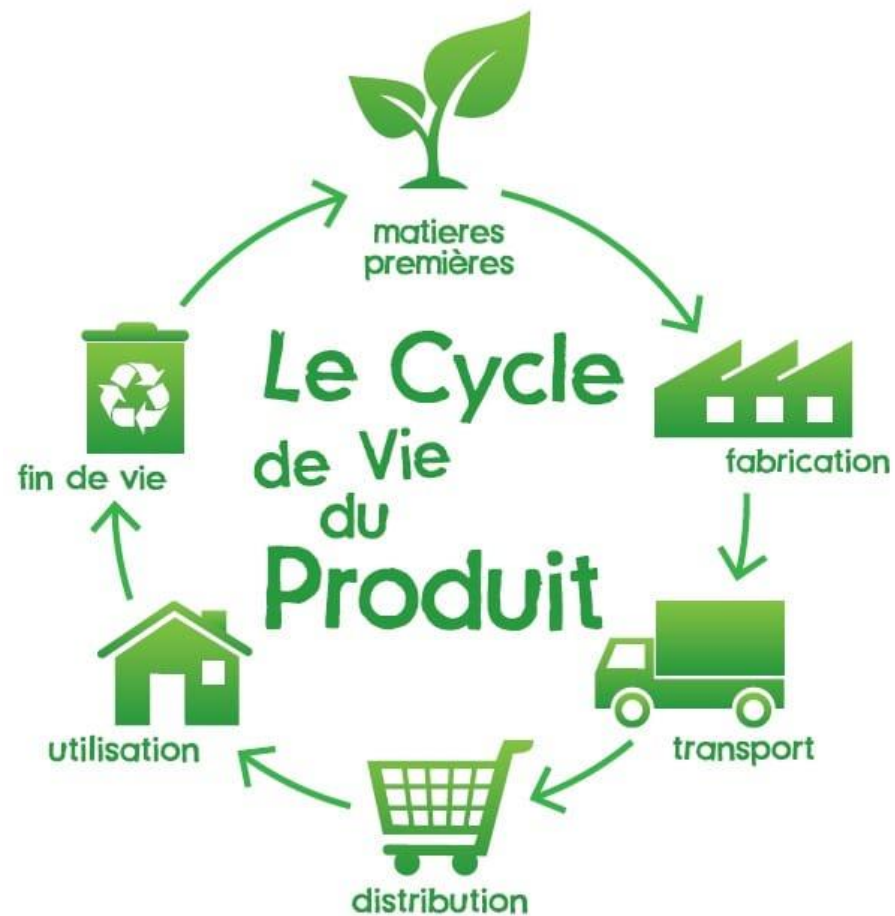 matieres
premières
Le Cycle
de Vie
du
Produit
fabrication
transport
distribution
utilisation
fin de vie